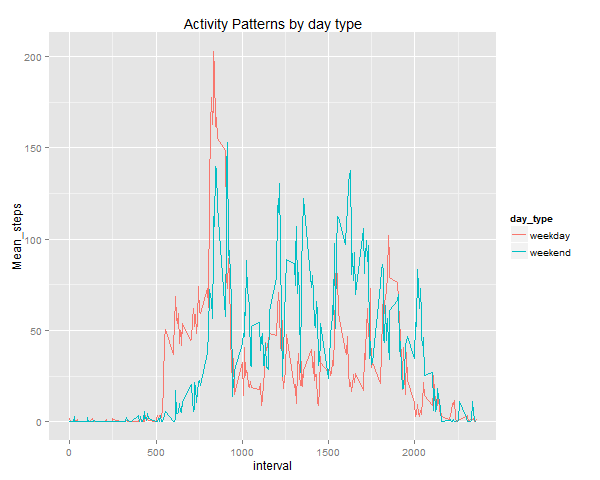 Activity Patterns by day type
200
150
100
50
0
Mean_steps
0 500 1000 1500 2000
interval
day_type
weekday
weekend